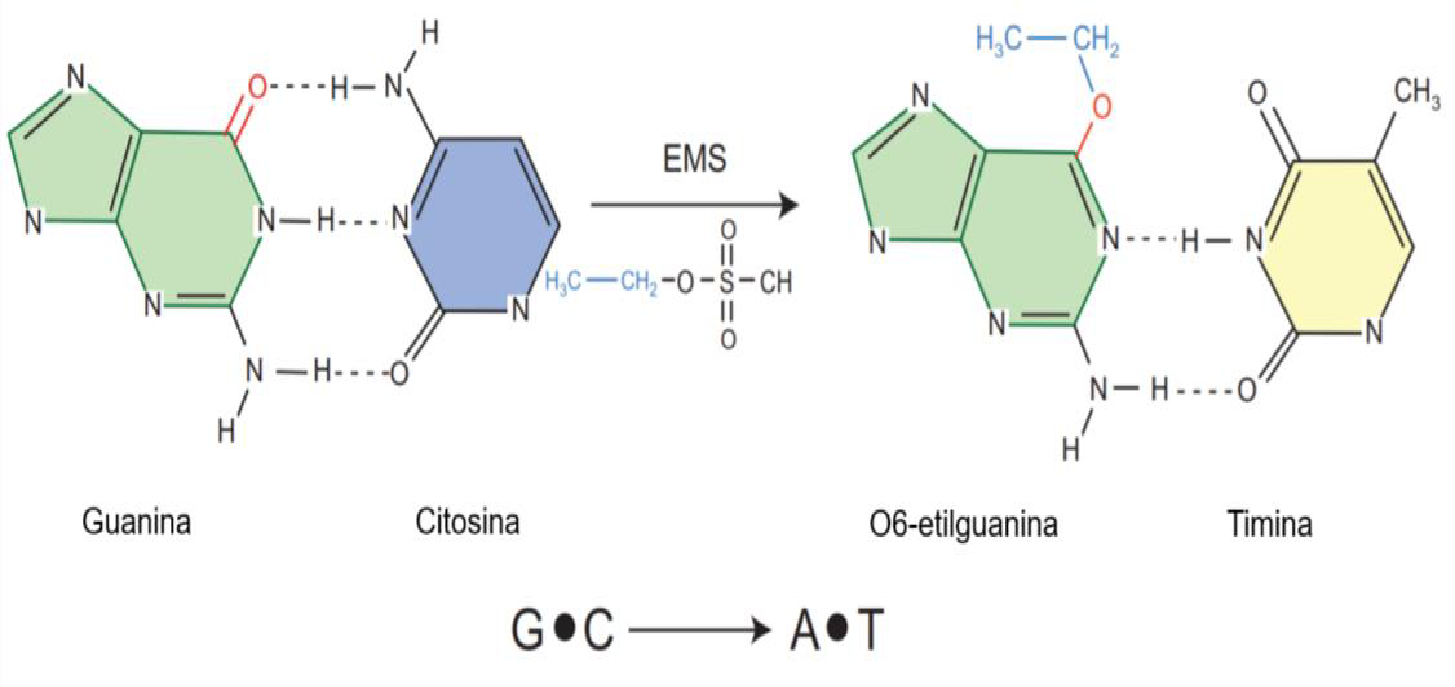 H
N
O
H
N
N
H
N
N
N
N
N
H
O
H
Guanina
Citosina
EMS
O
H₃C—CH₂-O-S-CH
O
H₃C—CH₂
O
N
O
CH₃
N
N
H
N
N
N
N
H
O
H
O6-etilguanina
Timina
G●C → A●T